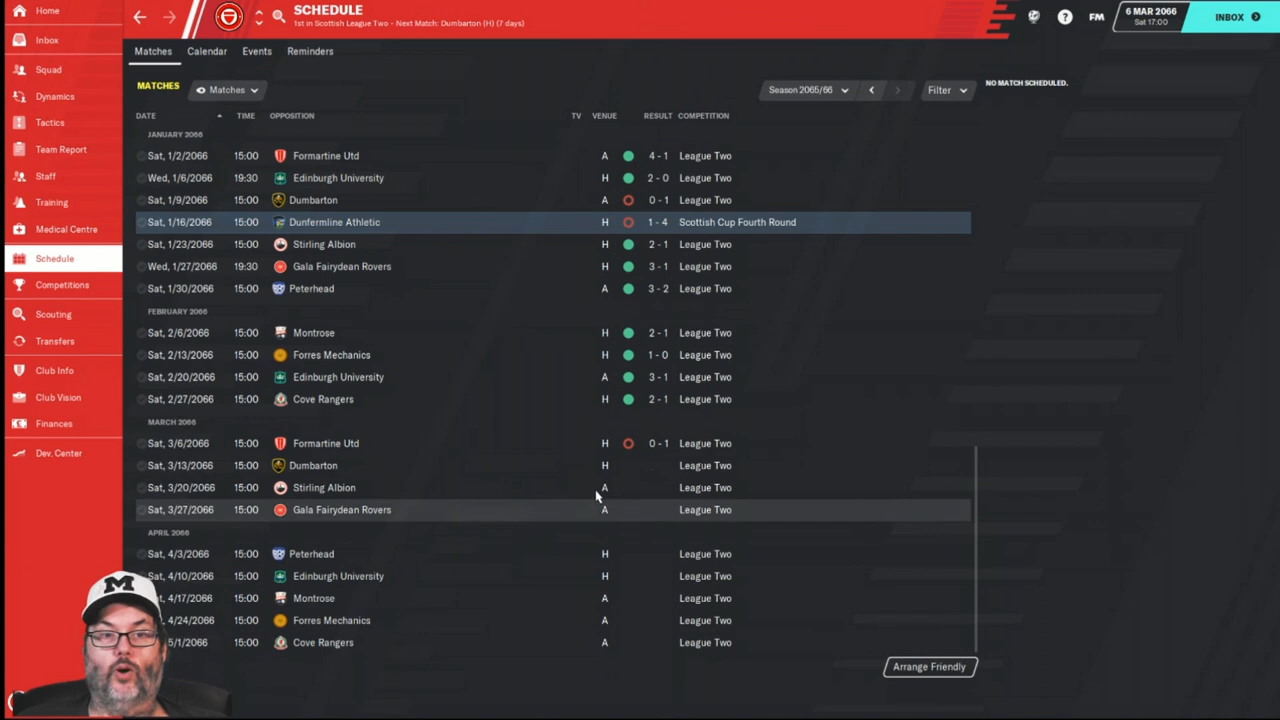 Home
SCHEDULE
1st in Scottish League Two - Next Match: Dumbarton (H) (7 days)
? FM 6 MAR 2066 Sat 17:00 INBOX
Inbox
Squad
Dynamics
Tactics
Team Report
Staff
Training
Medical Centre
Schedule
Competitions
Scouting
Transfers
Club Info
Club Vision
Finances
Dev. Center
Matches Calendar Events Reminders
MATCHES Matches Season 2065/66 Filter NO MATCH SCHEDULED.
DATE TIME OPPOSITION TV VENUE RESULT COMPETITION
JANUARY 2066
Sat, 1/2/2066 15:00 Formartine Utd A 4 - 1 League Two
Wed, 1/6/2066 19:30 Edinburgh University H 2 - 0 League Two
Sat, 1/9/2066 15:00 Dumbarton A 0 - 1 League Two
Sat, 1/16/2066 15:00 Dunfermline Athletic H 1 - 4 Scottish Cup Fourth Round
Sat, 1/23/2066 15:00 Stirling Albion H 2 - 1 League Two
Wed, 1/27/2066 19:30 Gala Fairydean Rovers H 3 - 1 League Two
Sat, 1/30/2066 15:00 Peterhead A 3 - 2 League Two
FEBRUARY 2066
Sat, 2/6/2066 15:00 Montrose H 2 - 1 League Two
Sat, 2/13/2066 15:00 Forres Mechanics H 1 - 0 League Two
Sat, 2/20/2066 15:00 Edinburgh University A 3 - 1 League Two
Sat, 2/27/2066 15:00 Cove Rangers H 2 - 1 League Two
MARCH 2066
Sat, 3/6/2066 15:00 Formartine Utd H 0 - 1 League Two
Sat, 3/13/2066 15:00 Dumbarton H League Two
Sat, 3/20/2066 15:00 Stirling Albion A League Two
Sat, 3/27/2066 15:00 Gala Fairydean Rovers A League Two
APRIL 2066
Sat, 4/3/2066 15:00 Peterhead H League Two
Sat, 4/10/2066 15:00 Edinburgh University H League Two
Sat, 4/17/2066 15:00 Montrose A League Two
4/24/2066 15:00 Forres Mechanics A League Two
5/1/2066 15:00 Cove Rangers A League Two
M
Arrange Friendly